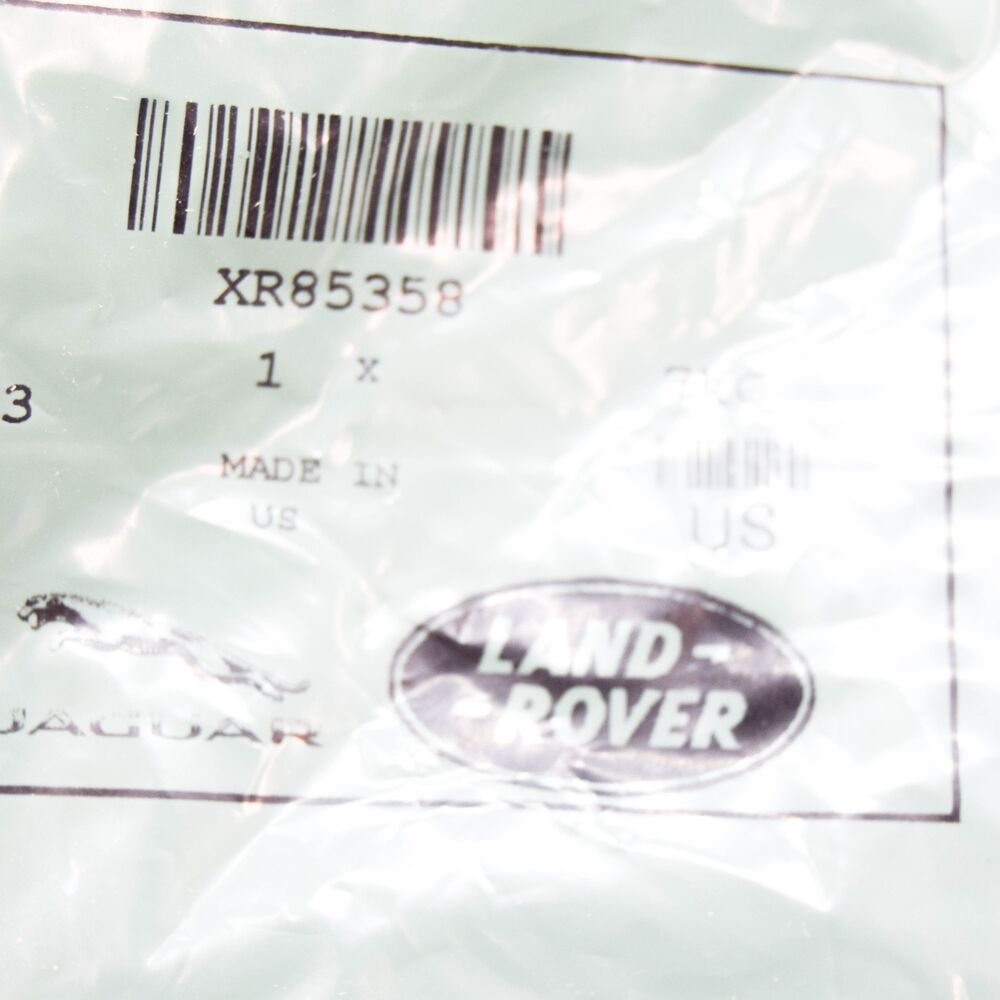 XR85358
1 x
3
MADE IN
US
US
JAGUAR
LAND-
-ROVER